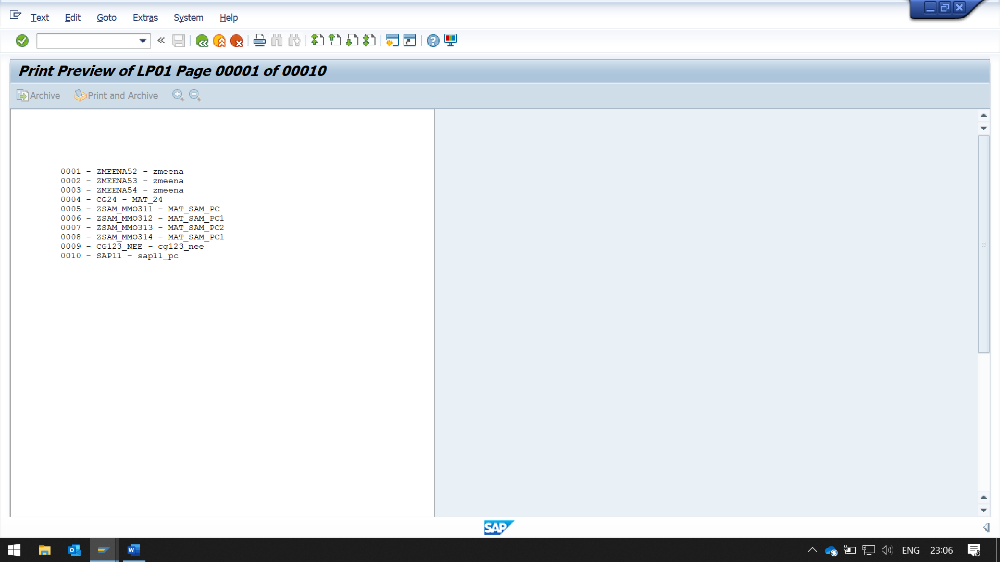 Text Edit Goto Extras System Help
Print Preview of LP01 Page 00001 of 00010
Archive Print and Archive
0001 - ZMEENA52 - zmeena
0002 - ZMEENA53 - zmeena
0003 - ZMEENA54 - zmeena
0004 - CG24 - MAT_24
0005 - ZSAM_MMO311 - MAT_SAM_PC
0006 - ZSAM_MMO312 - MAT_SAM_PC1
0007 - ZSAM_MMO313 - MAT_SAM_PC2
0008 - ZSAM_MMO314 - MAT_SAM_PC1
0009 - CG123_NEE - cg123_nee
0010 - SAP11 - sap11_pc
SAP
ENG 23:06